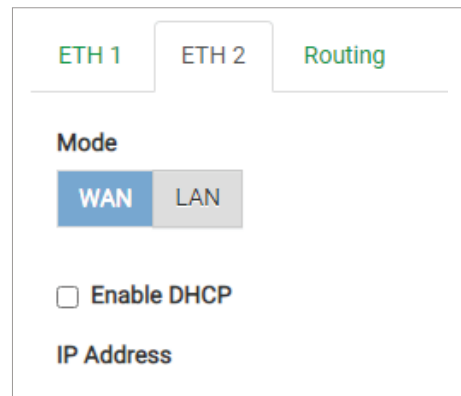 ETH 1 ETH 2 Routing
Mode
WAN LAN
Enable DHCP
IP Address